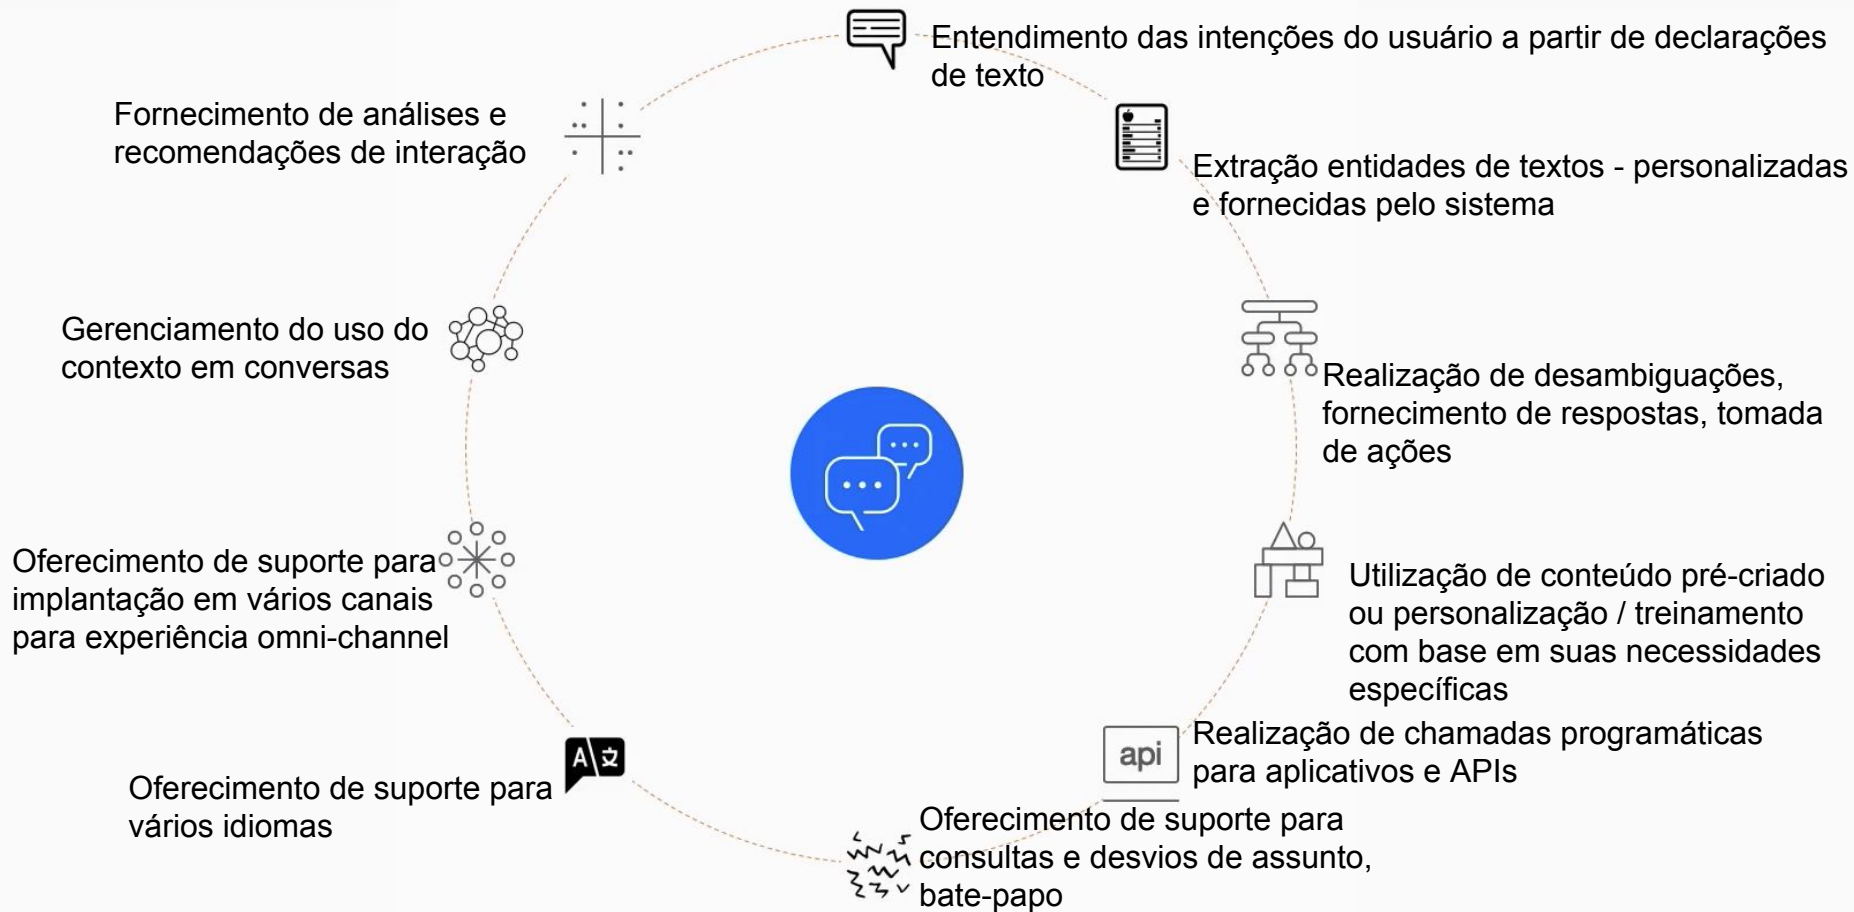 Entendimento das intenções do usuário a partir de declarações
de texto
Extração entidades de textos - personalizadas
e fornecidas pelo sistema
Realização de desambiguações,
fornecimento de respostas, tomada
de ações
Utilização de conteúdo pré-criado
ou personalização / treinamento
com base em suas necessidades
específicas
api
Realização de chamadas programáticas
para aplicativos e APIs
Oferecimento de suporte para
consultas e desvios de assunto,
bate-papo
A 文
Oferecimento de suporte para
vários idiomas
Oferecimento de suporte para
implantação em vários canais
para experiência omni-channel
Gerenciamento do uso do
contexto em conversas
Fornecimento de análises e
recomendações de interação